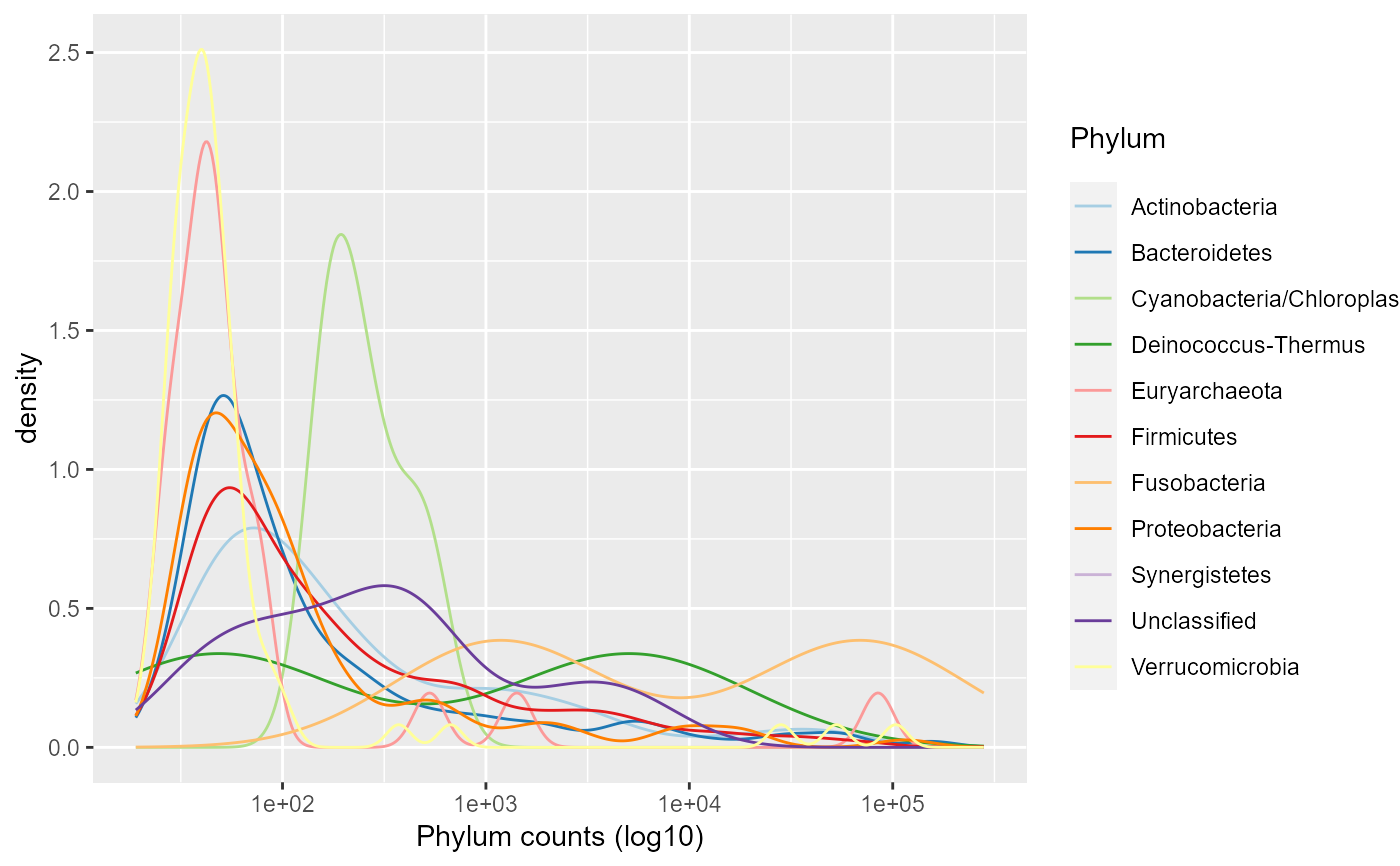 2.5
2.0
1.5
1.0
0.5
0.0
density
1e+02 1e+03 1e+04 1e+05
Phylum counts (log10)
Phylum
Actinobacteria
Bacteroidetes
Cyanobacteria/Chloroplas
Deinococcus-Thermus
Euryarchaeota
Firmicutes
Fusobacteria
Proteobacteria
Synergistetes
Unclassified
Verrucomicrobia